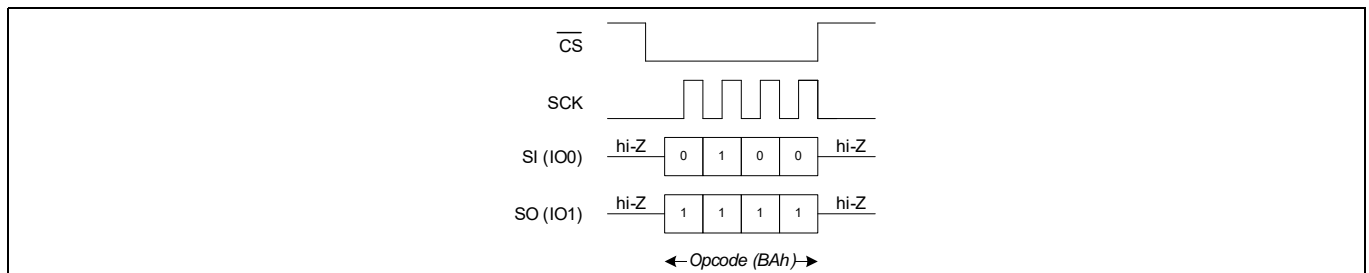 CS
SCK
SI (IO0) hi-Z 0 1 0 0 hi-Z
SO (IO1) hi-Z 1 1 1 1 hi-Z
Opcode (BAh)